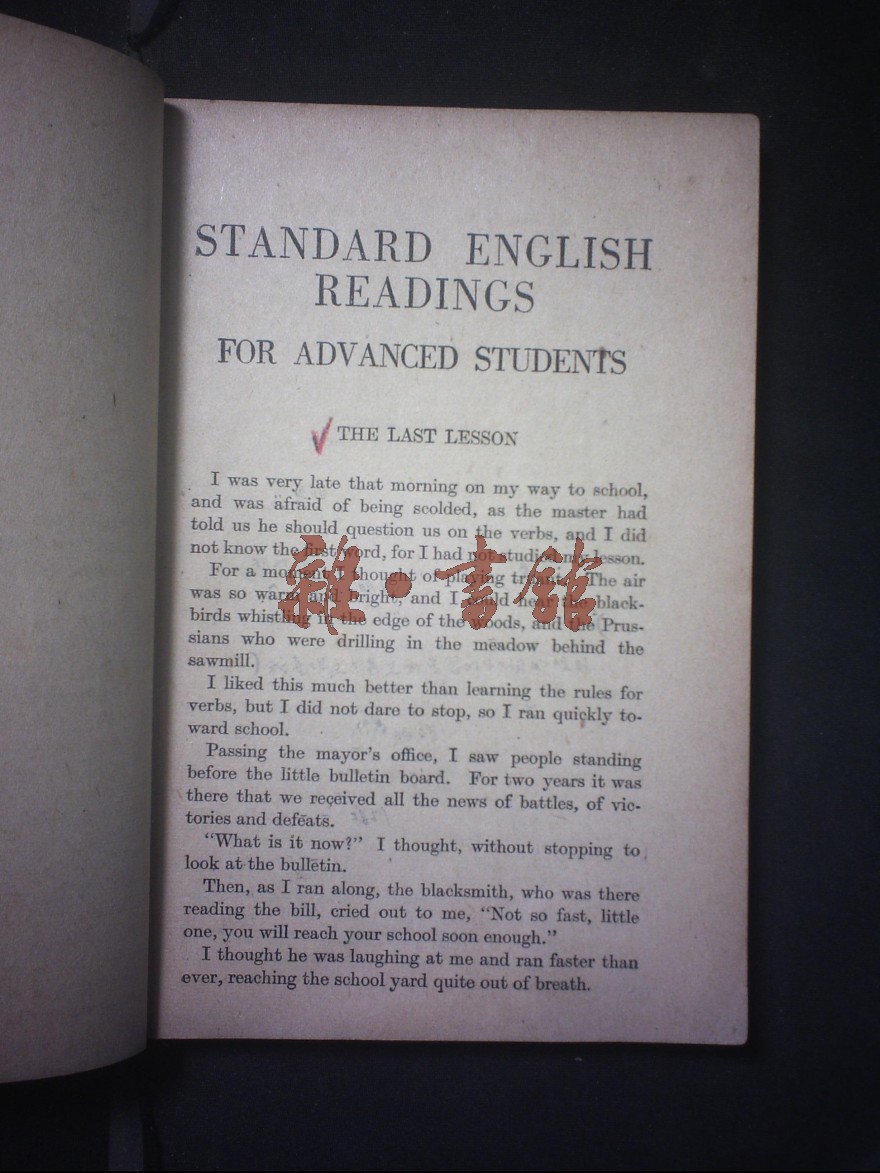 STANDARD ENGLISH
READINGS
FOR ADVANCED STUDENTS
THE LAST LESSON
I was very late that morning on my way to school,
and was afraid of being scolded, as the master had
told us he should question us on the verbs, and I did
not know the first word, for I had not studied my lesson.
For a moment I thought of playing truant. The air
was so warm and bright, and I could hear the black-
birds whistling in the edge of the woods, and the Prus-
sians who were drilling in the meadow behind the
sawmill.
I liked this much better than learning the rules for
verbs, but I did not dare to stop, so I ran quickly to-
ward school.
Passing the mayor's office, I saw people standing
before the little bulletin board. For two years it was
there that we received all the news of battles, of vic-
tories and defeats.
"What is it now?" I thought, without stopping to
look at the bulletin.
Then, as I ran along, the blacksmith, who was there
reading the bill, cried out to me, "Not so fast, little
one, you will reach your school soon enough."
I thought he was laughing at me and ran faster than
ever, reaching the school yard quite out of breath.
雜·書館